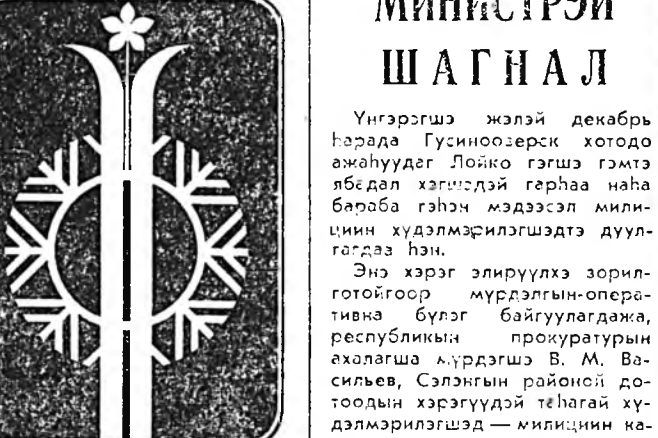 МИНИСТРЭЙ
ШАГНАЛ
Үнгэрэгшэ жэлэй декабрь
һарада Гусиноозерск хотодо
ажаһуудаг Лойко гэгшэ гэмтэ
ябадал хэгшэдэй гарһаа наһа
бараба гэһэн мэдээсэл мили-
циин хүдэлмэрилэгшэдтэ дуул-
гагдаа һэн.
Энэ хэрэг элирүүлхэ зорил-
готойгоор мүрдэлгын-опера-
тивна бүлэг байгуулагдажа,
республикын прокуратурын
ахалагша мүрдэгшэ В. М. Ва-
сильев, Сэлэнгын районой до-
тоодын хэрэгүүдэй таһагай хү-
дэлмэрилэгшэд — милициин ка-